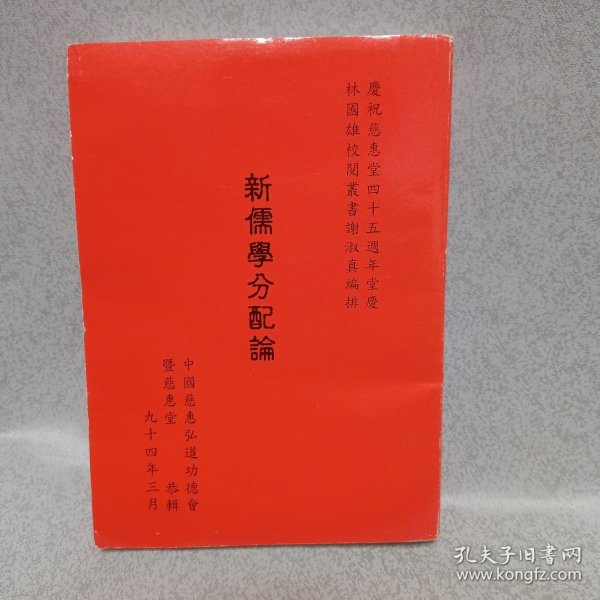 慶祝慈惠堂四十五週年堂慶
林國雄校閱叢書謝淑真編排
新儒學分配論
中國慈惠弘道功德會
暨慈惠堂 恭輯
九十四年三月
孔夫子旧书网
www.kongfz.com